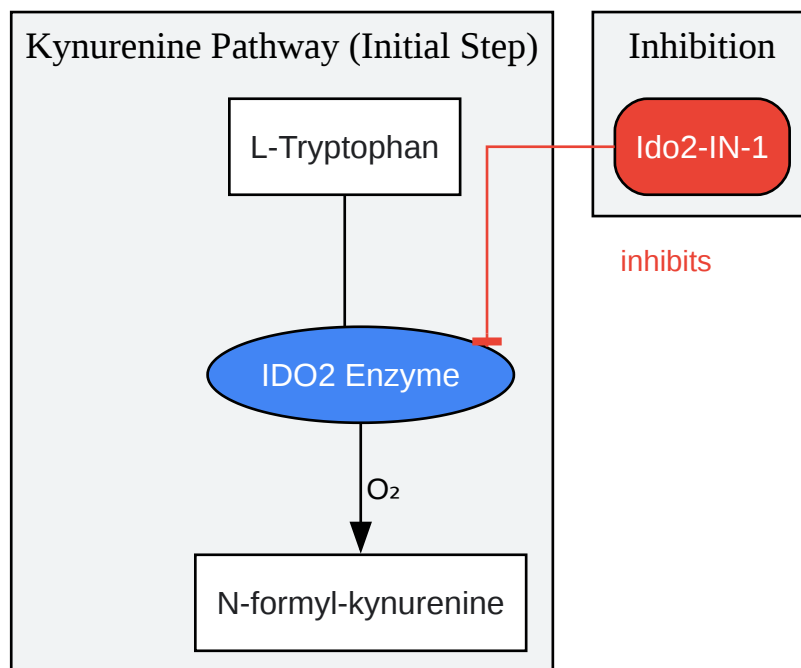 Kynurenine Pathway (Initial Step)
Inhibition
L-Tryptophan
Ido2-IN-1
inhibits
IDO2 Enzyme
O₂
N-formyl-kynurenine